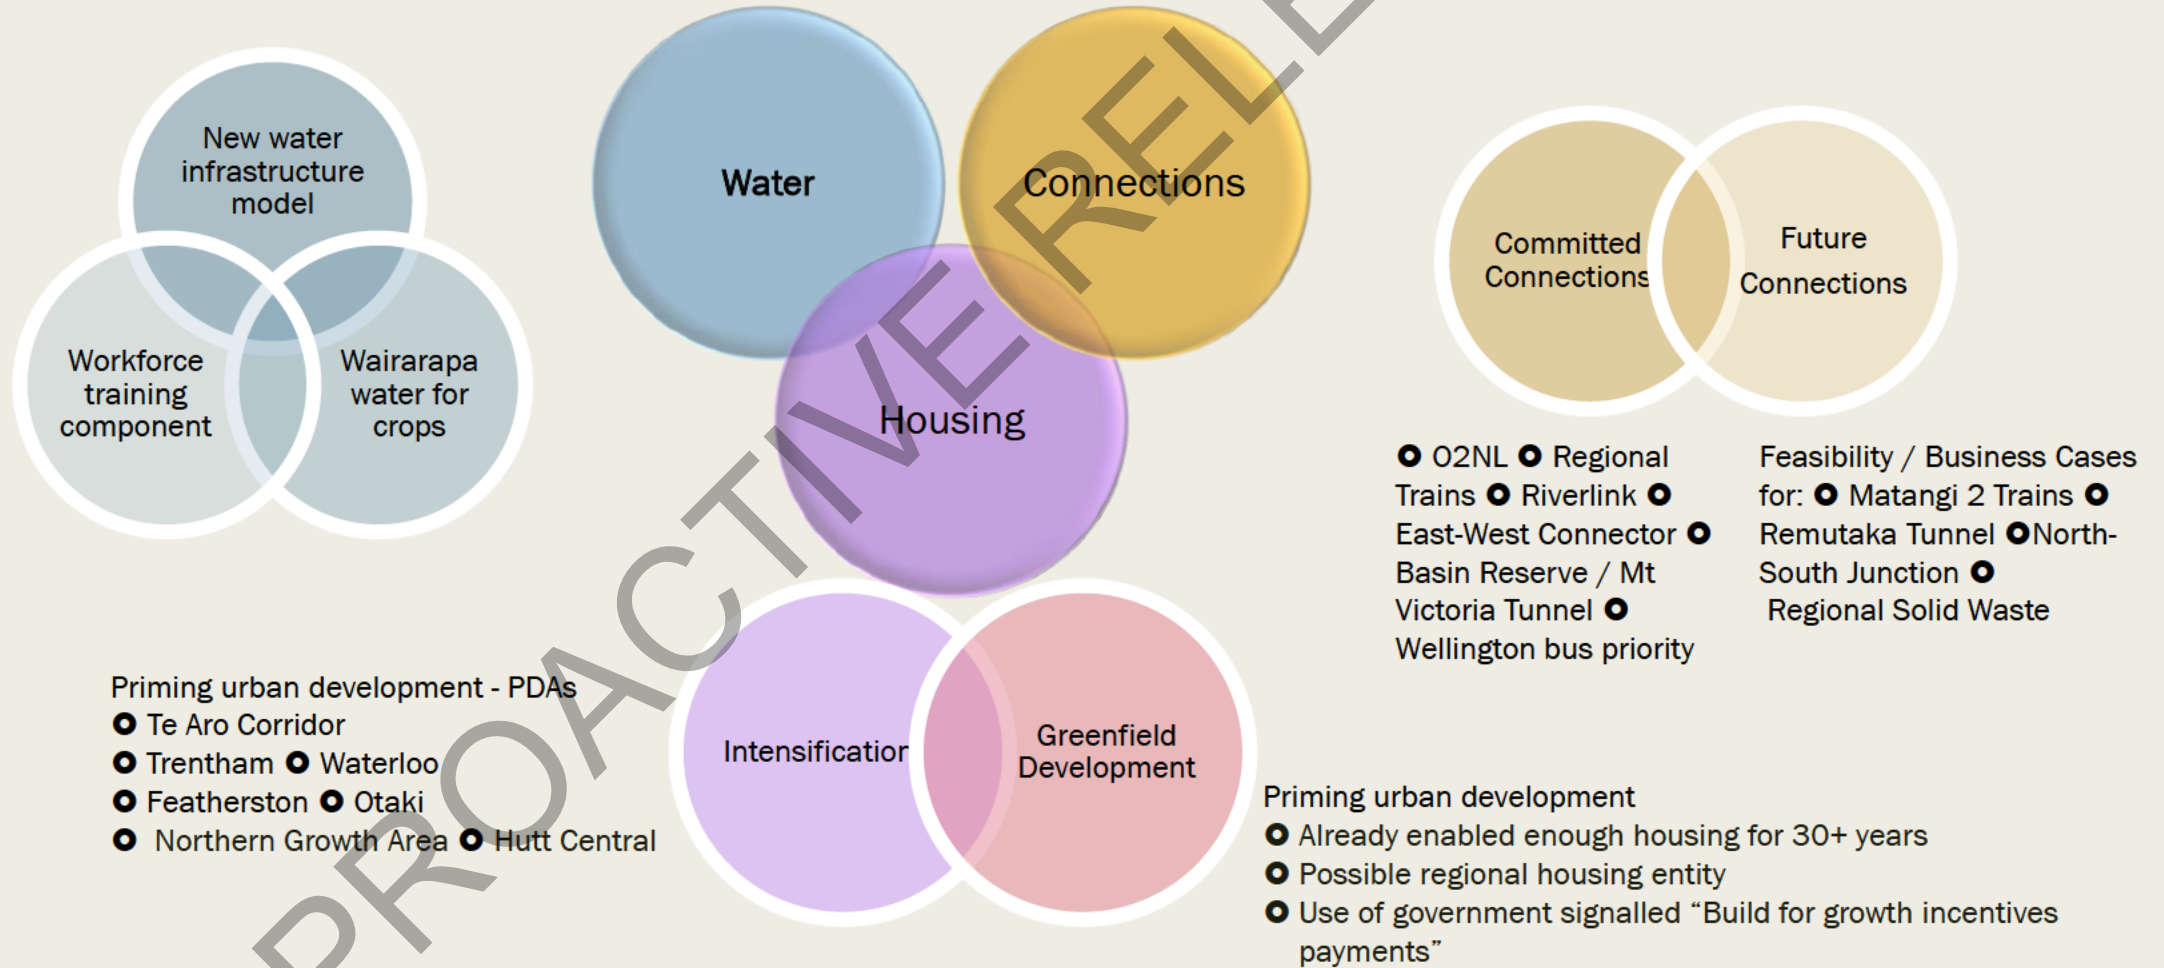 New water
infrastructure
model
Workforce
training
component
Wairarapa
water for
crops
Water
Connections
Housing
Committed
Connections
Future
Connections
O2NL Regional
Trains Riverlink
East-West Connector
Basin Reserve / Mt
Victoria Tunnel
Wellington bus priority
Feasibility / Business Cases
for: Matangi 2 Trains
Remutaka Tunnel North-
South Junction
Regional Solid Waste
Intensification
Greenfield
Development
Priming urban development - PDAs
Te Aro Corridor
Trentham Waterloo
Featherston Otaki
Northern Growth Area Hutt Central
Priming urban development
Already enabled enough housing for 30+ years
Possible regional housing entity
Use of government signalled “Build for growth incentives
payments”
PROACTIVE RELE